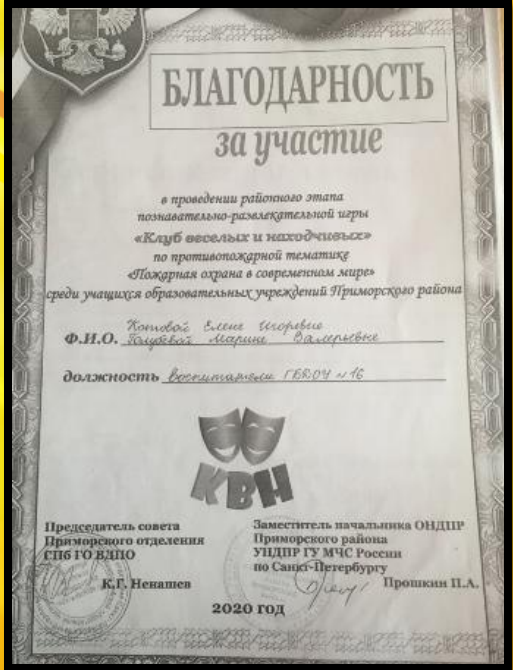 БЛАГОДАРНОСТЬ
за участие
в проведении районного этапа
познавательно-развлекательной игры
«Клуб веселых и находчивых»
по противопожарной тематике
«Пожарная охрана в современном мире»
среди учащихся образовательных учреждений Приморского района
Котовой Елене Игоревне
Ф.И.О. Голубевой Марине Валерьевне
должность воспитатели ГБДОУ №16
КВН
Председатель совета
Приморского отделения
СПб ГО ВДПО
К.Г. Ненашев
Заместитель начальника ОНДПР
Приморского района
УНДПР ГУ МЧС России
по Санкт-Петербургу
Прошкин П.А.
2020 год